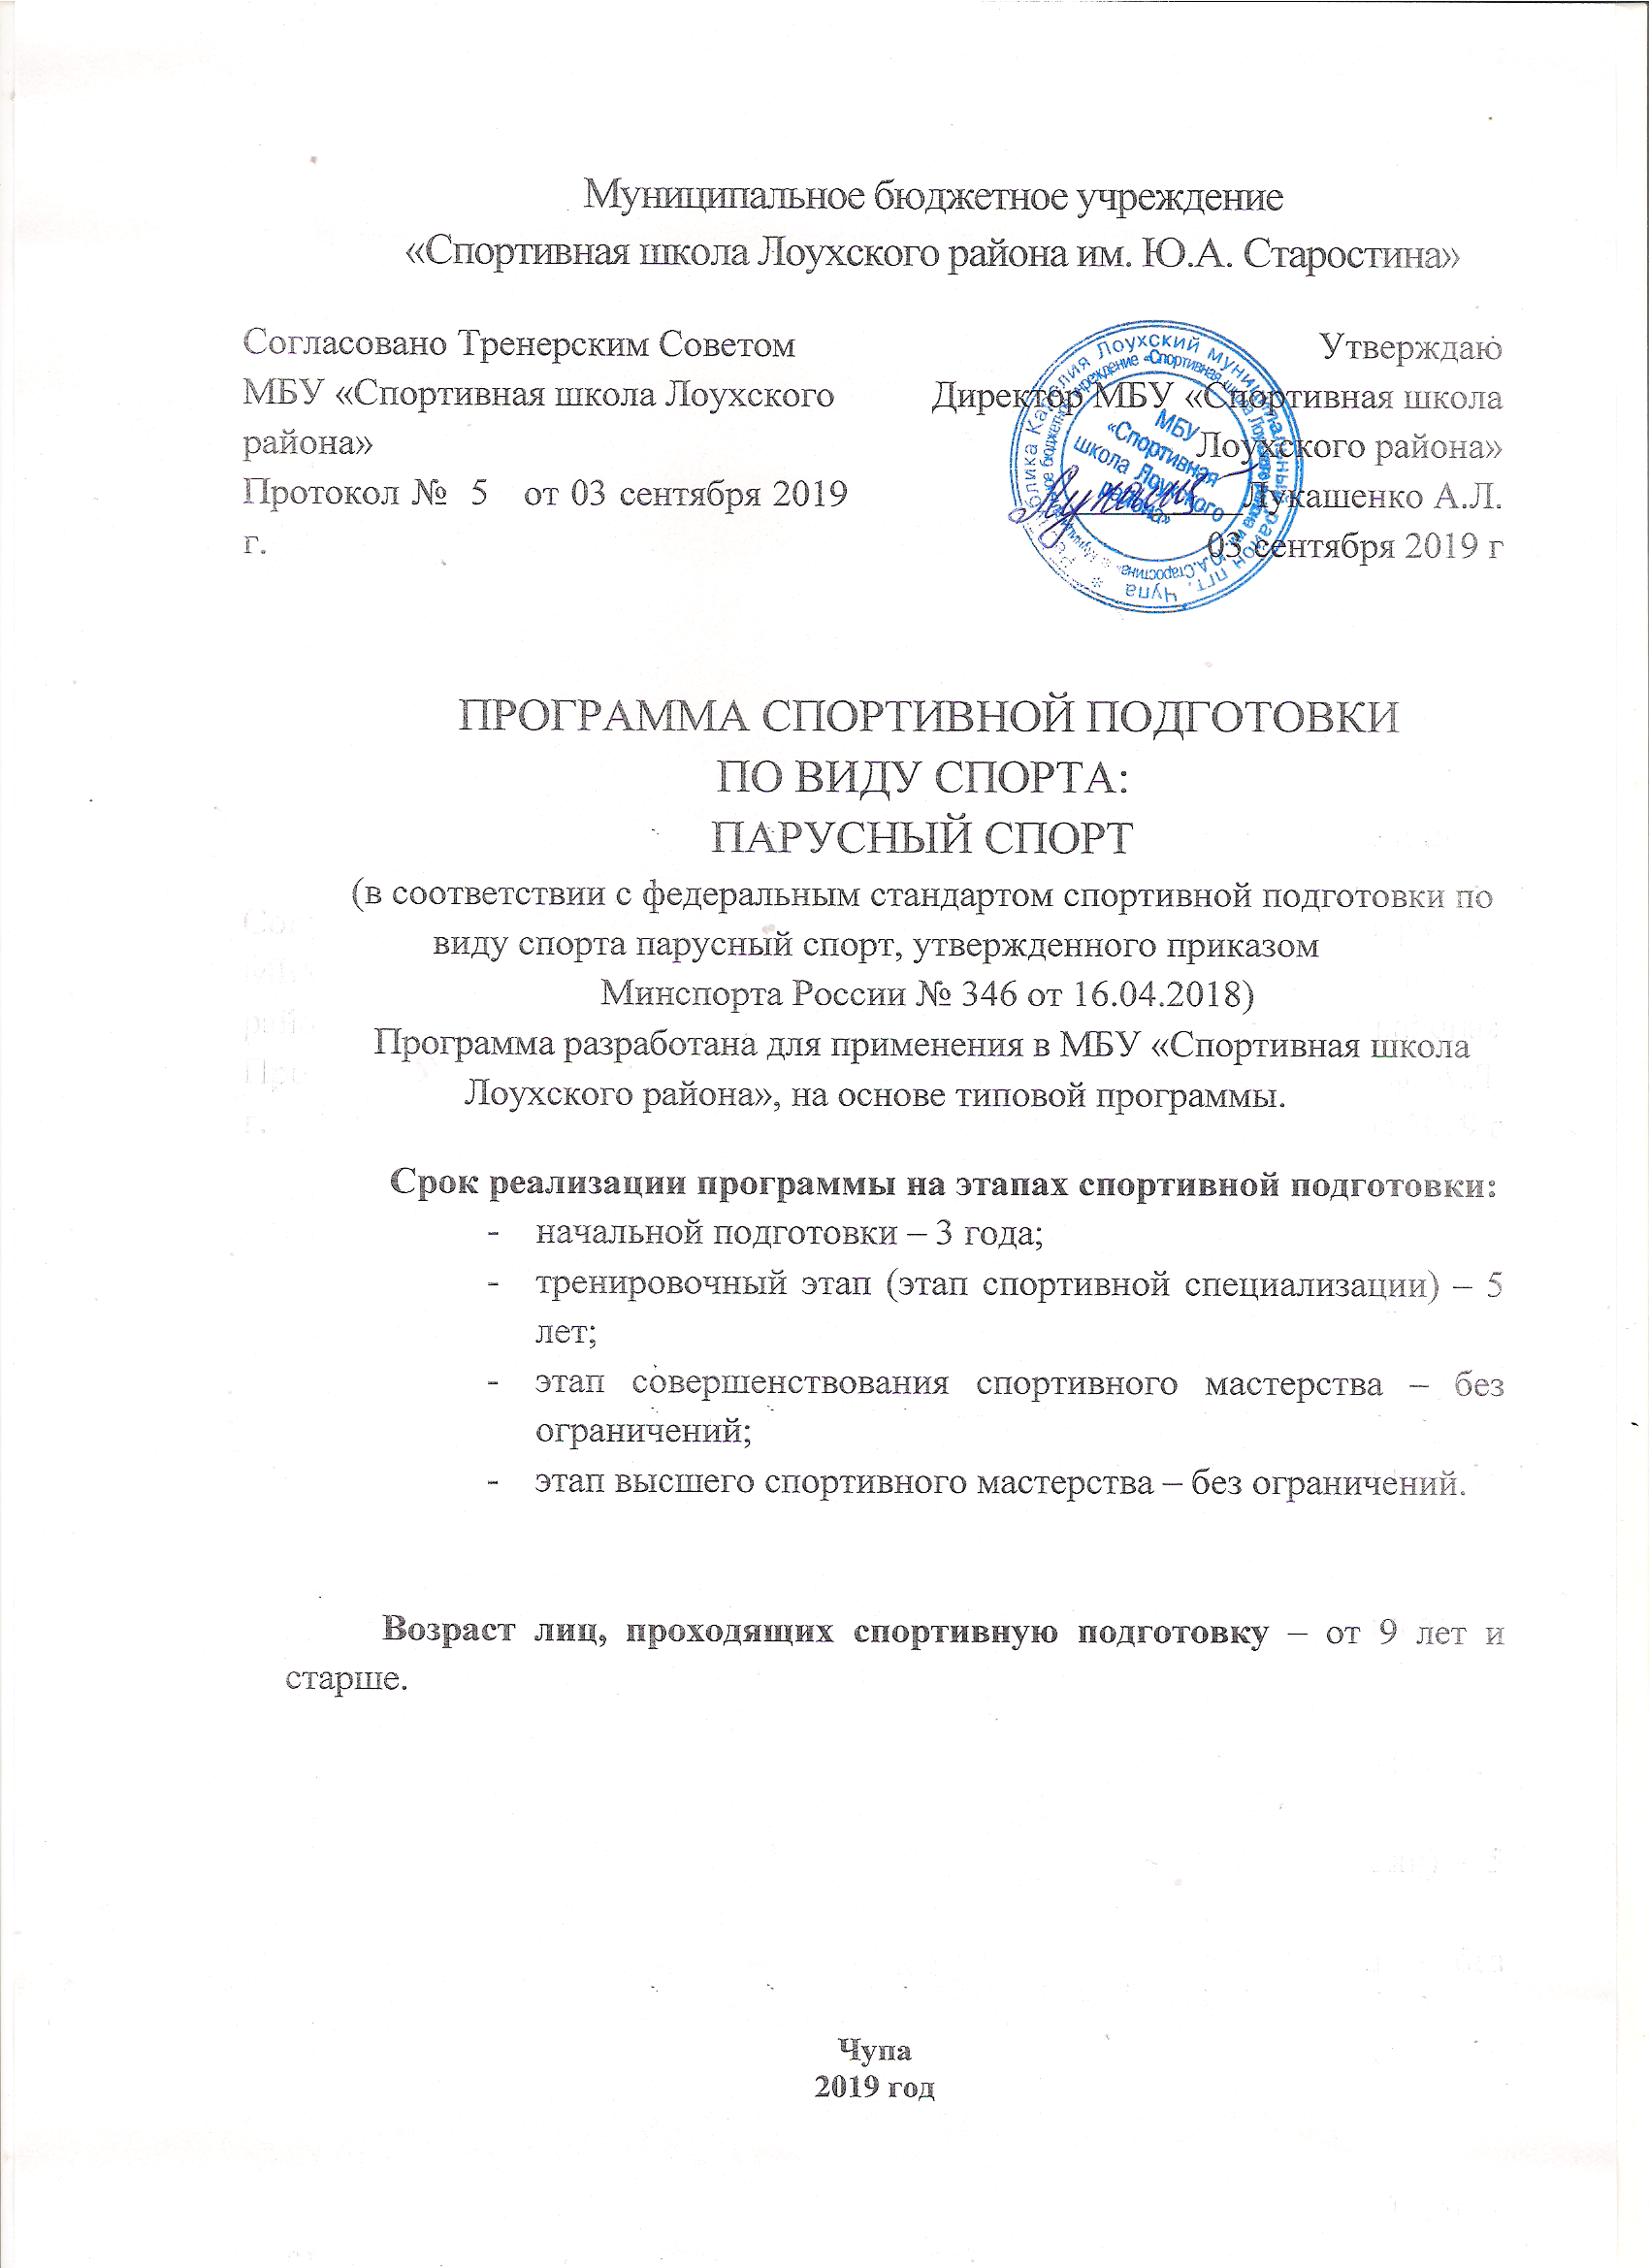 Муниципальное бюджетное учреждение
«Спортивная школа Лоухского района им. Ю.А. Старостина»
Согласовано Тренерским Советом
МБУ «Спортивная школа Лоухского
района»
Протокол № 5 от 03 сентября 2019
г.
Утверждаю
Директор МБУ «Спортивная школа
Лоухского района»
Лукашенко А.Л.
03 сентября 2019 г
МБУ
«Спортивная
школа Лоухского
района»
ПРОГРАММА СПОРТИВНОЙ ПОДГОТОВКИ
ПО ВИДУ СПОРТА:
ПАРУСНЫЙ СПОРТ
(в соответствии с федеральным стандартом спортивной подготовки по
виду спорта парусный спорт, утвержденного приказом
Минспорта России № 346 от 16.04.2018)
Программа разработана для применения в МБУ «Спортивная школа
Лоухского района», на основе типовой программы.
Срок реализации программы на этапах спортивной подготовки:
- начальной подготовки – 3 года;
- тренировочный этап (этап спортивной специализации) – 5
лет;
- этап совершенствования спортивного мастерства – без
ограничений;
- этап высшего спортивного мастерства – без ограничений.
Возраст лиц, проходящих спортивную подготовку – от 9 лет и
старше.
Чупа
2019 год